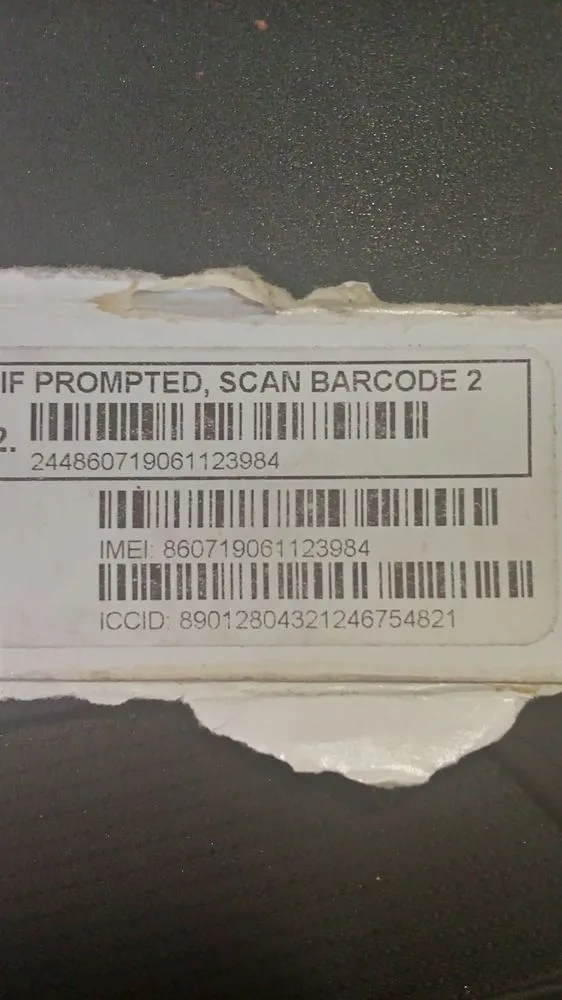 IF PROMPTED, SCAN BARCODE 2
2.
244860719061123984
IMEI: 860719061123984
ICCID: 89012804321246754821